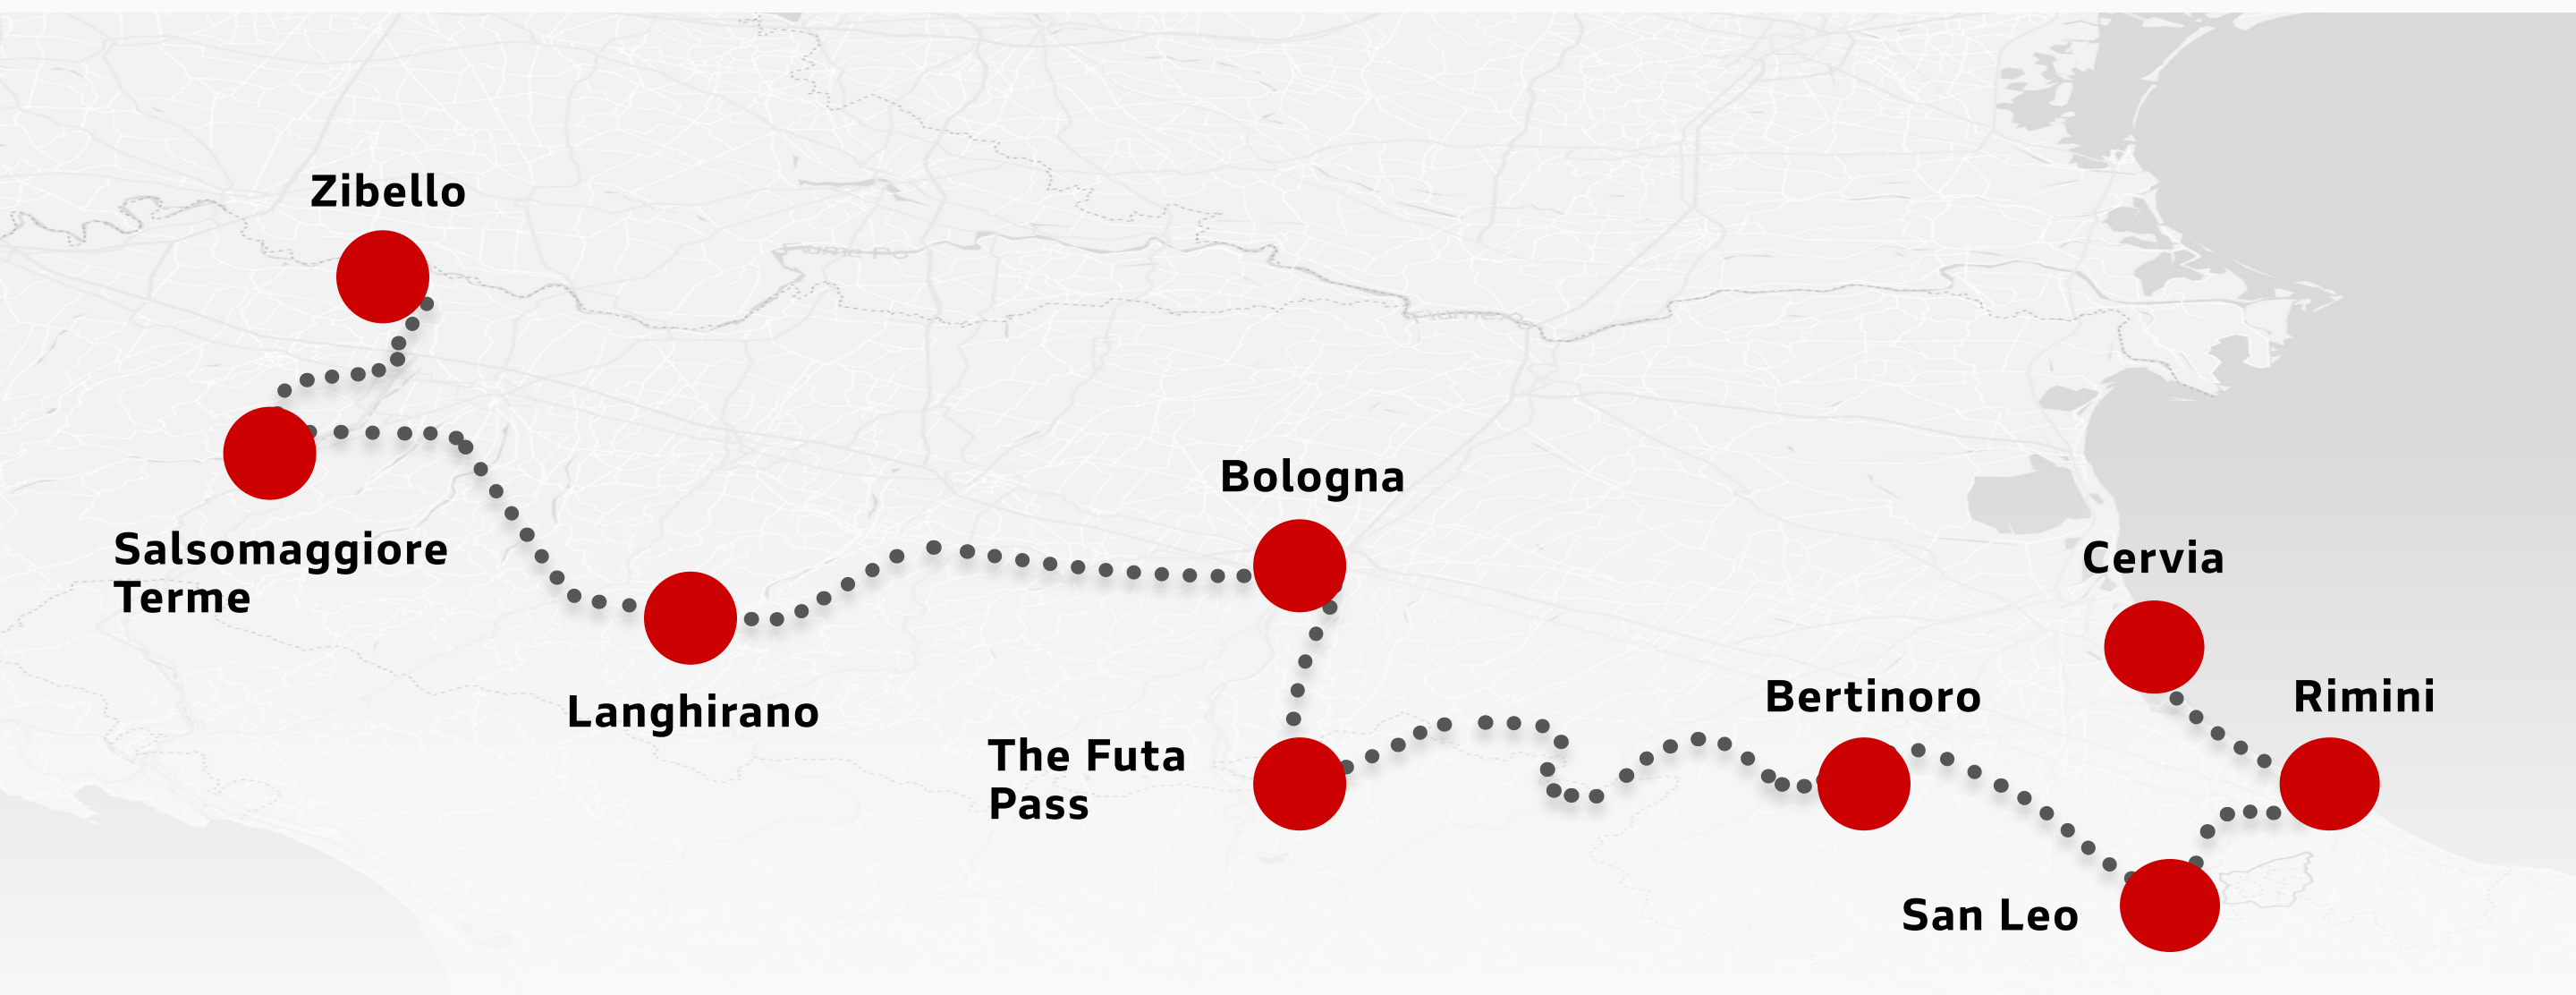 Zibello
Salsomaggiore
Terme
Langhirano
Bologna
The Futa
Pass
Bertinoro
Cervia
Rimini
San Leo